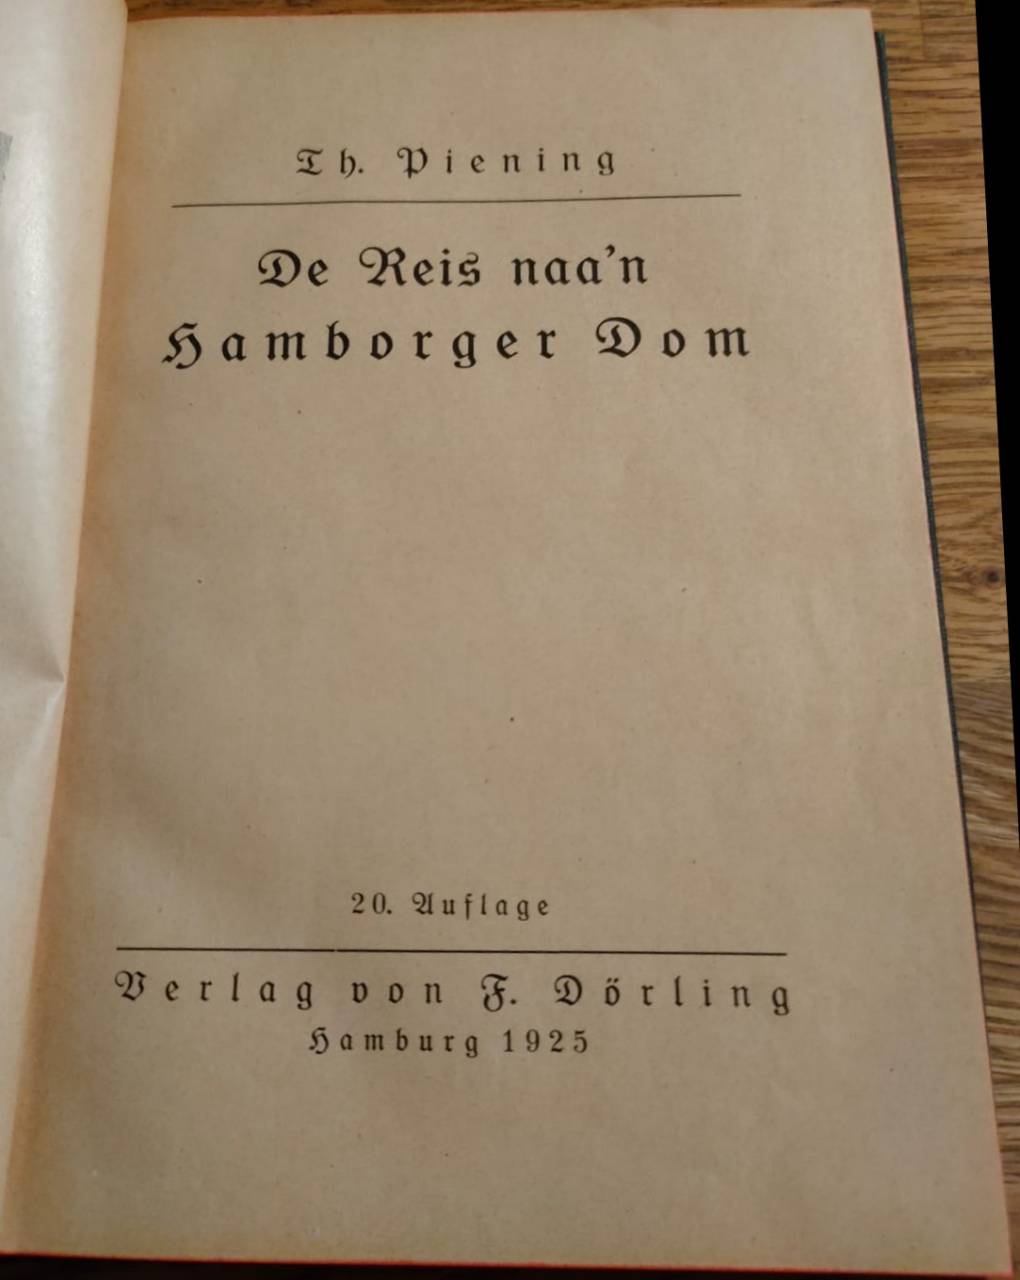 Th. Piening
De Reis naa'n
Hamborger Dom
20. Auflage
Verlag von F. Dörling
Hamburg 1925